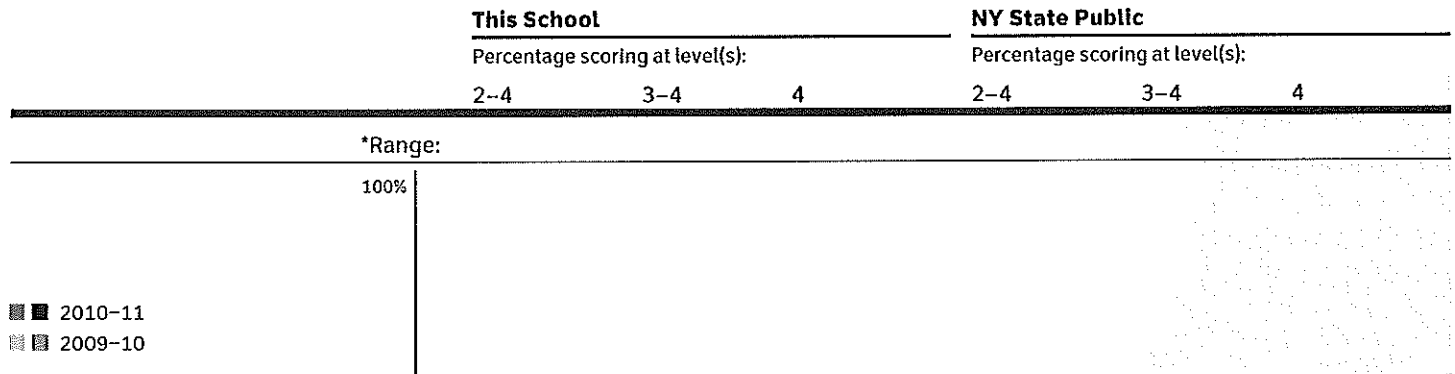 This School NY State Public
Percentage scoring at level(s): Percentage scoring at level(s):
2–4 3–4 4 2–4 3–4 4
*Range:
100%
2010–11
2009–10